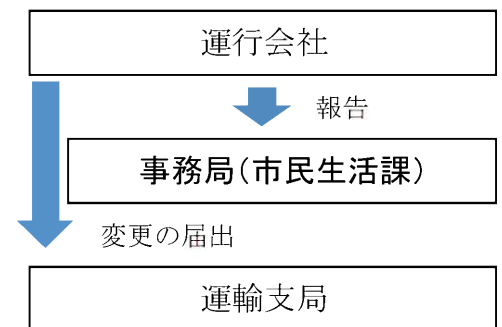 運行会社
報告
事務局（市民生活課）
変更の届出
運輸支局